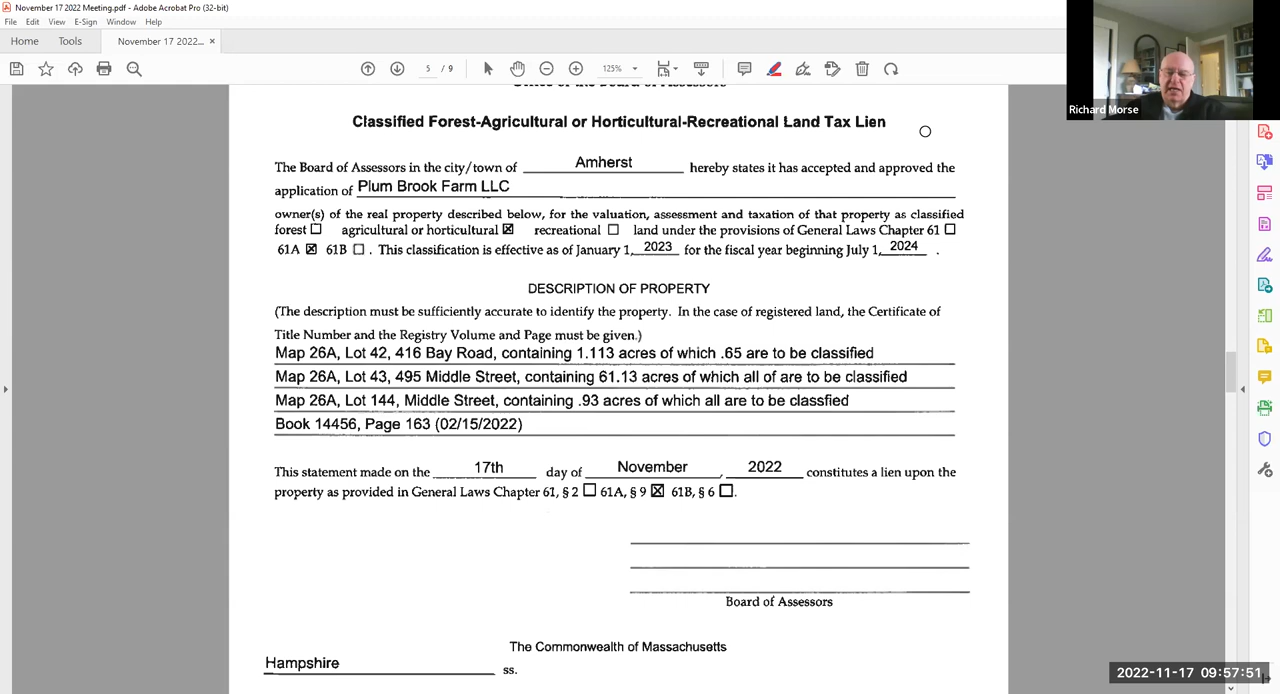 November 17 2022 Meeting.pdf - Adobe Acrobat Pro (32-bit)
File Edit View E-Sign Window Help
Home Tools November 17 2022... ×
5 / 9 125%
Richard Morse
Office of the Board of Assessors
Classified Forest-Agricultural or Horticultural-Recreational Land Tax Lien
The Board of Assessors in the city/town of Amherst hereby states it has accepted and approved the
application of Plum Brook Farm LLC
owner(s) of the real property described below, for the valuation, assessment and taxation of that property as classified
forest ☐ agricultural or horticultural ☒ recreational ☐ land under the provisions of General Laws Chapter 61 ☐
61A ☒ 61B ☐ . This classification is effective as of January 1, 2023 for the fiscal year beginning July 1, 2024 .
DESCRIPTION OF PROPERTY
(The description must be sufficiently accurate to identify the property. In the case of registered land, the Certificate of
Title Number and the Registry Volume and Page must be given.)
Map 26A, Lot 42, 416 Bay Road, containing 1.113 acres of which .65 are to be classified
Map 26A, Lot 43, 495 Middle Street, containing 61.13 acres of which all of are to be classified
Map 26A, Lot 144, Middle Street, containing .93 acres of which all are to be classfied
Book 14456, Page 163 (02/15/2022)
This statement made on the 17th day of November, 2022 constitutes a lien upon the
property as provided in General Laws Chapter 61, § 2 ☐ 61A, § 9 ☒ 61B, § 6 ☐.
Board of Assessors
The Commonwealth of Massachusetts
Hampshire ss.
2022-11-17 09:57:51